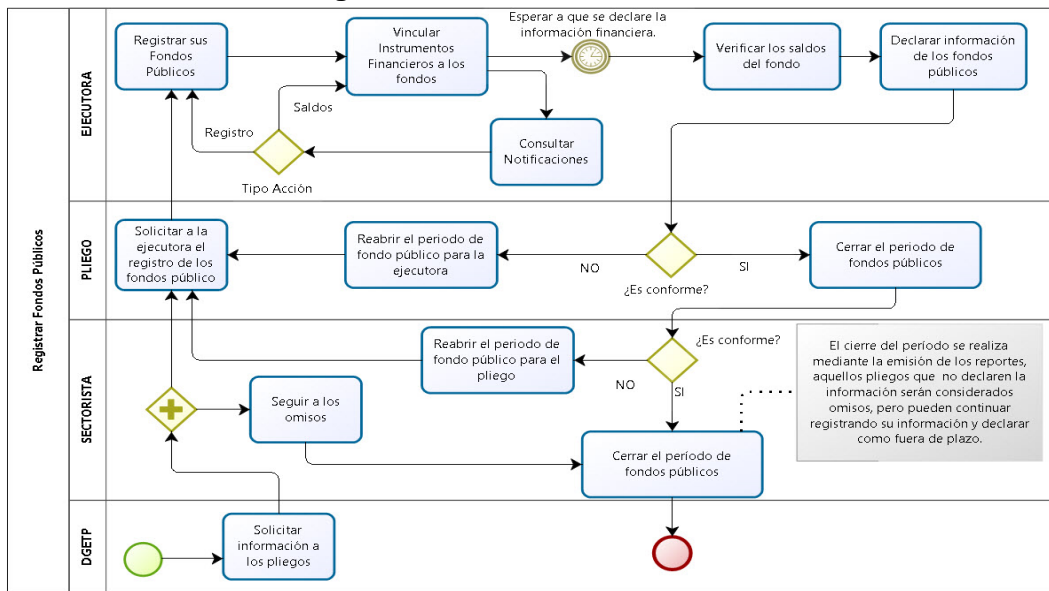 Registrar Fondos Públicos
EJECUTORA
Registrar sus
Fondos
Públicos
Vincular
Instrumentos
Financieros a los
fondos
Esperar a que se declare la
información financiera.
Verificar los saldos
del fondo
Declarar información
de los fondos
públicos
Saldos
Registro
Tipo Acción
Consultar
Notificaciones
PLIEGO
Solicitar a la
ejecutora el
registro de los
fondos público
Reabrir el periodo de
fondo público para la
ejecutora
NO
SI
¿Es conforme?
Cerrar el periodo de
fondos públicos
SECTORISTA
Reabrir el periodo de
fondo público para el
pliego
¿Es conforme?
NO
SI
Seguir a los
omisos
Cerrar el período de
fondos públicos
El cierre del período se realiza
mediante la emisión de los reportes,
aquellos pliegos que no declaren la
información serán considerados
omisos, pero pueden continuar
registrando su información y declarar
como fuera de plazo.
DGETP
Solicitar
información a
los pliegos